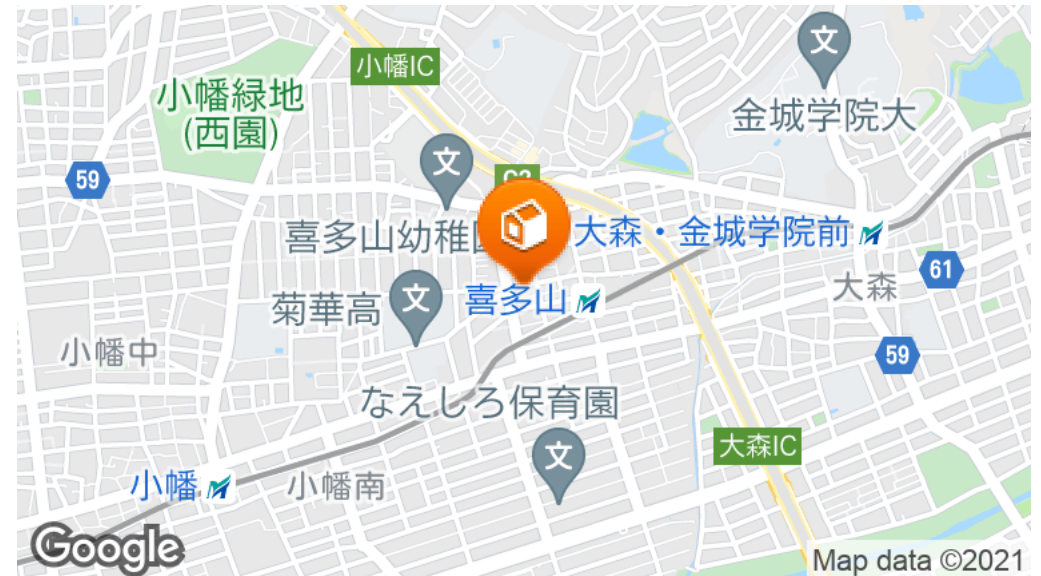 小幡IC
文
小幡緑地
(西園)
金城学院大
文
59
C2
喜多山幼稚園
大森・金城学院前
61
大森
菊華高
文
喜多山
小幡中
59
なえしろ保育園
大森IC
文
小幡
小幡南
Google
Map data ©2021